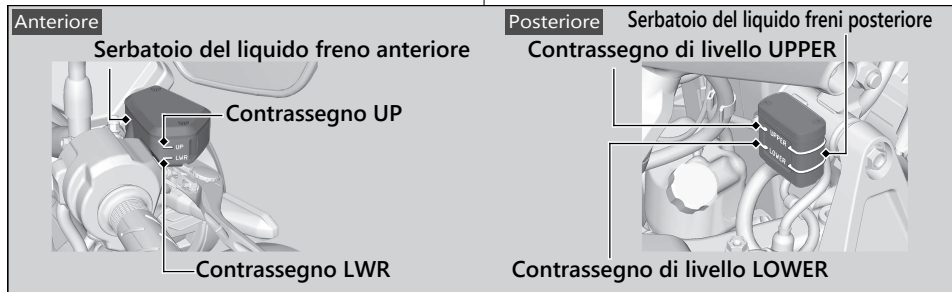 Anteriore
Serbatoio del liquido freno anteriore
Contrassegno UP
UP
LWR
Contrassegno LWR
Posteriore
Serbatoio del liquido freni posteriore
Contrassegno di livello UPPER
UPPER
LOWER
Contrassegno di livello LOWER